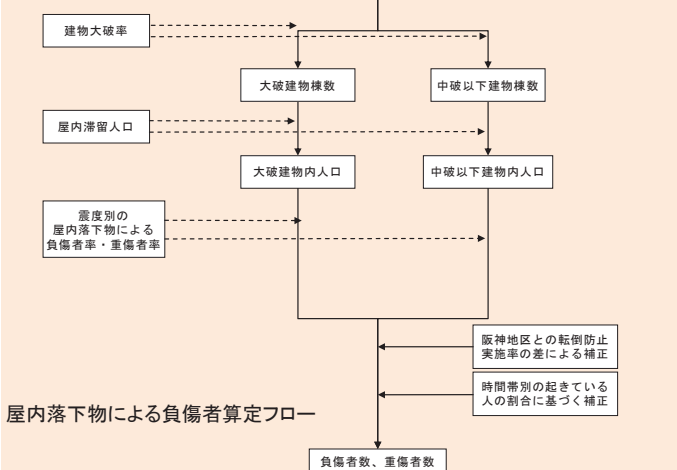 建物大破率
大破建物棟数
中破以下建物棟数
屋内滞留人口
大破建物内人口
中破以下建物内人口
震度別の
屋内落下物による
負傷者率・重傷者率
阪神地区との転倒防止
実施率の差による補正
時間帯別の起きている
人の割合に基づく補正
屋内落下物による負傷者算定フロー
負傷者数、重傷者数